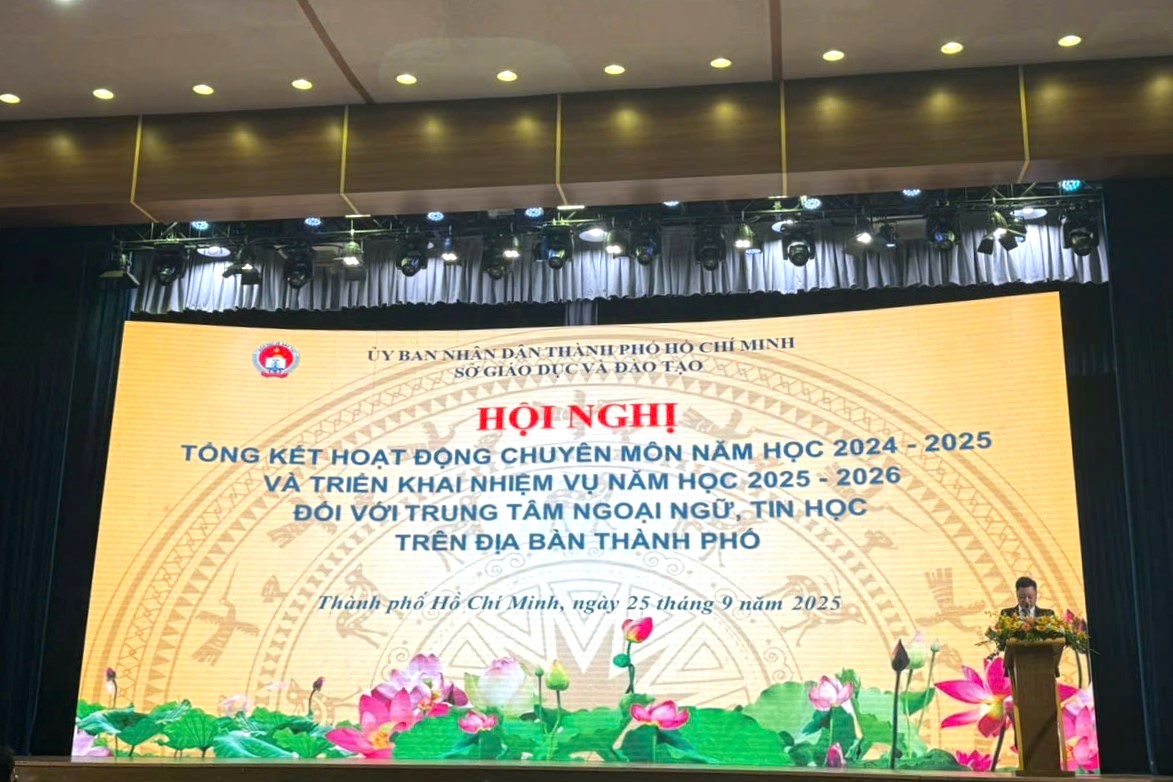 ỦY BAN NHÂN DÂN THÀNH PHỐ HỒ CHÍ MINH
SỞ GIÁO DỤC VÀ ĐÀO TẠO
HỘI NGHỊ
TỔNG KẾT HOẠT ĐỘNG CHUYÊN MÔN NĂM HỌC 2024 - 2025
VÀ TRIỂN KHAI NHIỆM VỤ NĂM HỌC 2025 - 2026
ĐỐI VỚI TRUNG TÂM NGOẠI NGỮ, TIN HỌC
TRÊN ĐỊA BÀN THÀNH PHỐ
Thành phố Hồ Chí Minh, ngày 25 tháng 9 năm 2025